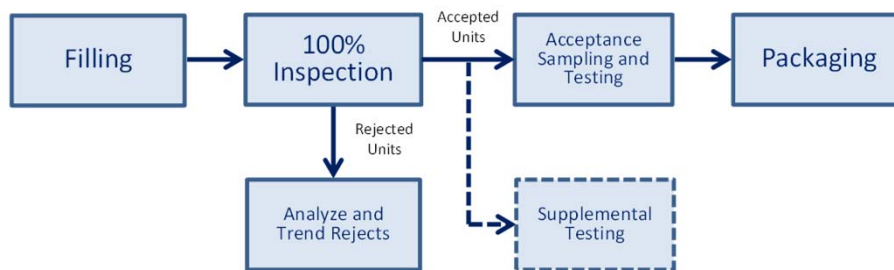 Filling
100%
Inspection
Accepted
Units
Acceptance
Sampling and
Testing
Packaging
Rejected
Units
Analyze and
Trend Rejects
Supplemental
Testing